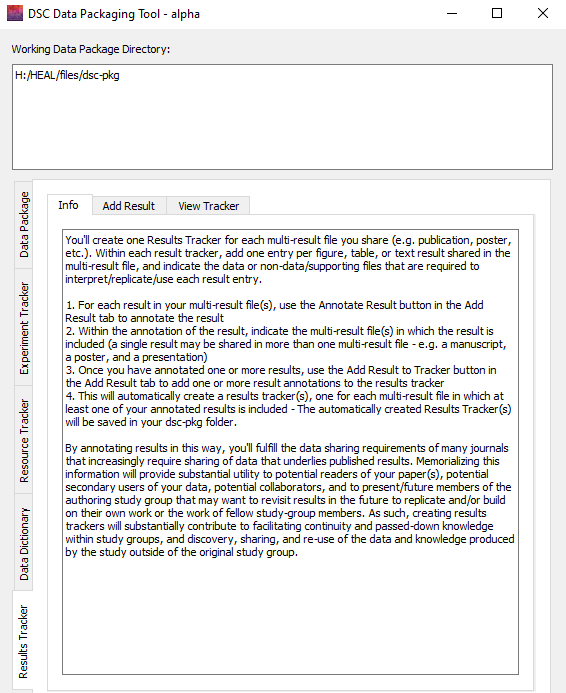 DSC Data Packaging Tool - alpha
Working Data Package Directory:
H:/HEAL/files/dsc-pkg
Data Package
Experiment Tracker
Resource Tracker
Data Dictionary
Results Tracker
Info
Add Result
View Tracker
You'll create one Results Tracker for each multi-result file you share (e.g. publication, poster,
etc.). Within each result tracker, add one entry per figure, table, or text result shared in the
multi-result file, and indicate the data or non-data/supporting files that are required to
interpret/replicate/use each result entry.
1. For each result in your multi-result file(s), use the Annotate Result button in the Add
Result tab to annotate the result
2. Within the annotation of the result, indicate the multi-result file(s) in which the result is
included (a single result may be shared in more than one multi-result file - e.g. a manuscript,
a poster, and a presentation)
3. Once you have annotated one or more results, use the Add Result to Tracker button in
the Add Result tab to add one or more result annotations to the results tracker
4. This will automatically create a results tracker(s), one for each multi-result file in which at
least one of your annotated results is included - The automatically created Results Tracker(s)
will be saved in your dsc-pkg folder.
By annotating results in this way, you'll fulfill the data sharing requirements of many journals
that increasingly require sharing of data that underlies published results. Memorializing this
information will provide substantial utility to potential readers of your paper(s), potential
secondary users of your data, potential collaborators, and to present/future members of the
authoring study group that may want to revisit results in the future to replicate and/or build
on their own work or the work of fellow study-group members. As such, creating results
trackers will substantially contribute to facilitating continuity and passed-down knowledge
within study groups, and discovery, sharing, and re-use of the data and knowledge produced
by the study outside of the original study group.